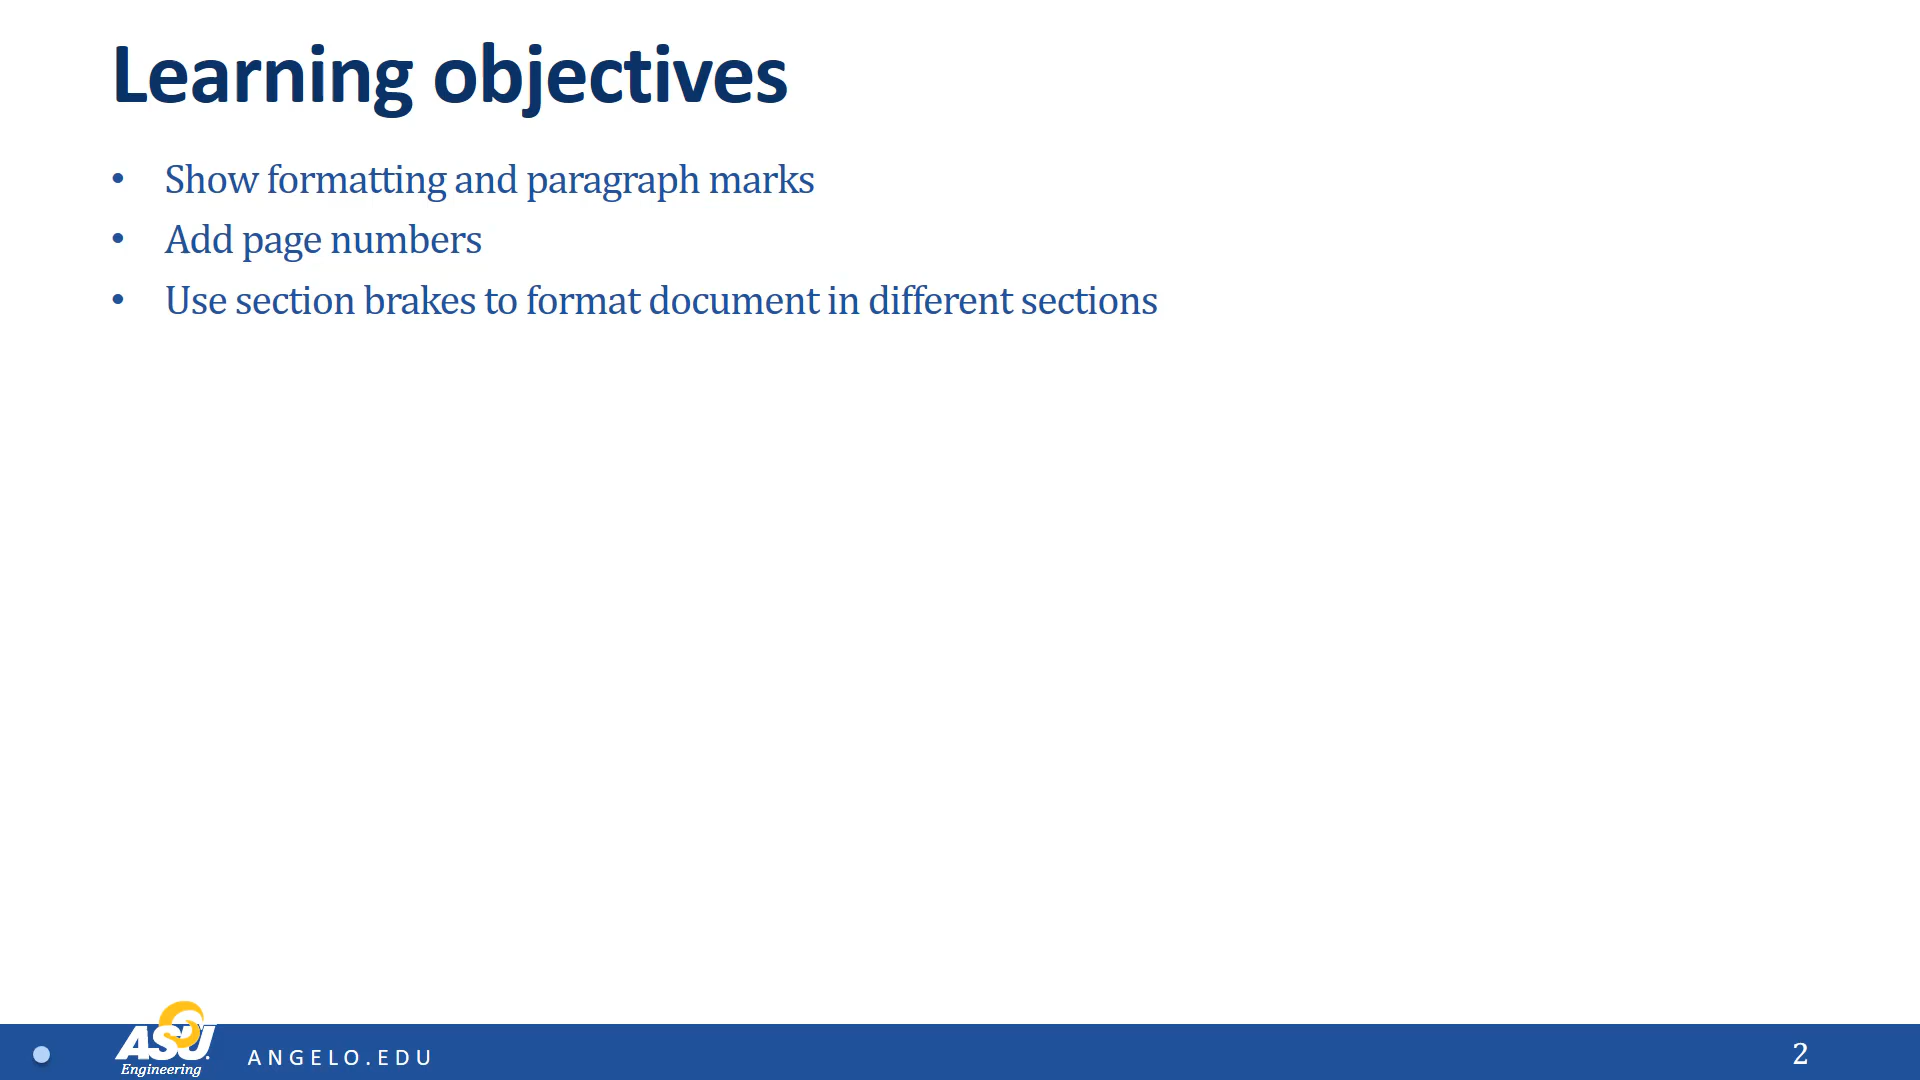 Learning objectives
• Show formatting and paragraph marks
• Add page numbers
• Use section brakes to format document in different sections
ASU
Engineering
ANGELO.EDU
2